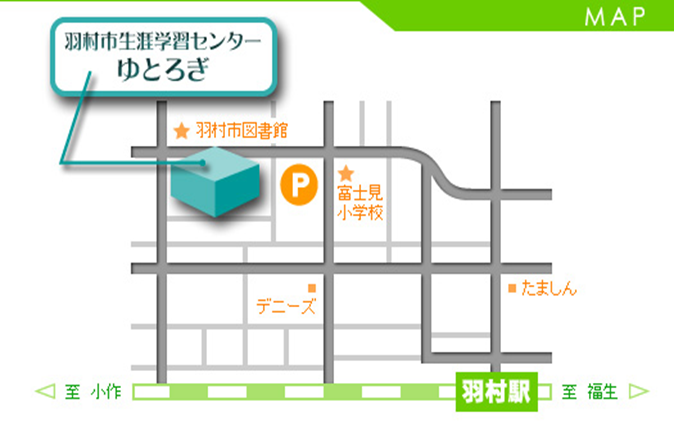 MAP
羽村市生涯学習センター
ゆとろぎ
羽村市図書館
P
富士見
小学校
デニーズ
たましん
至 小作
羽村駅
至 福生